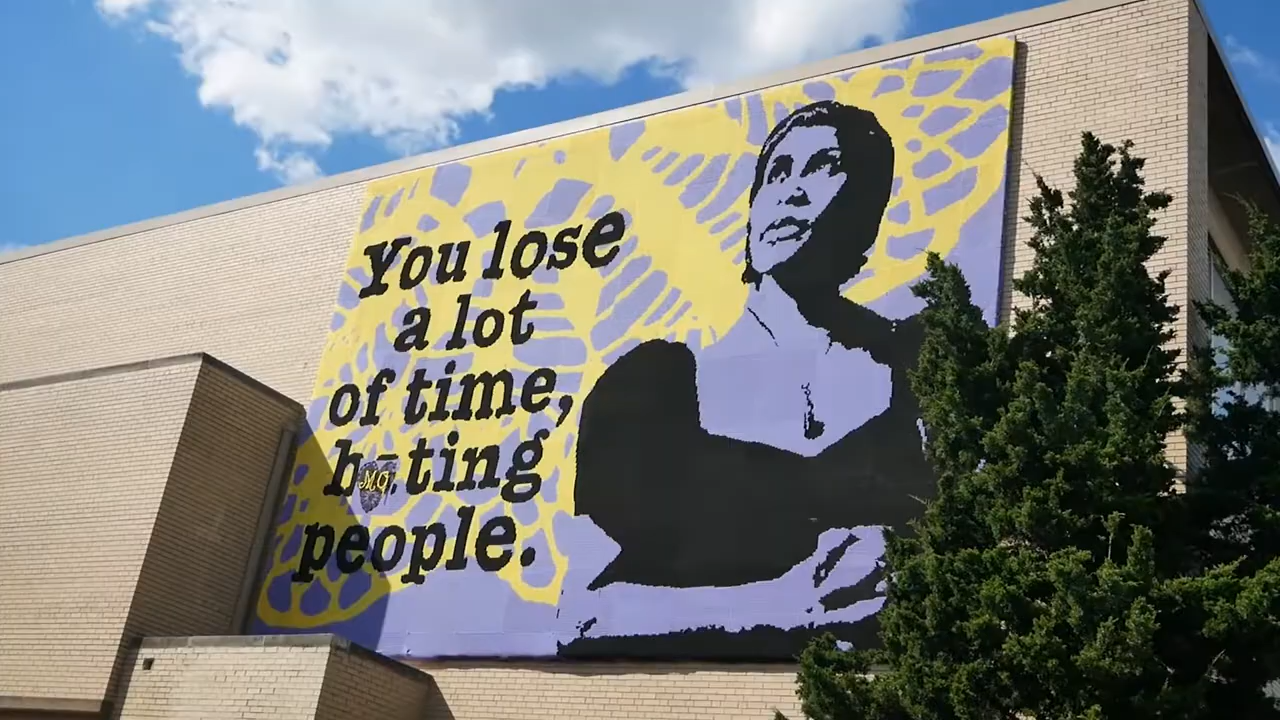 You lose
a lot
of time,
hating
people.